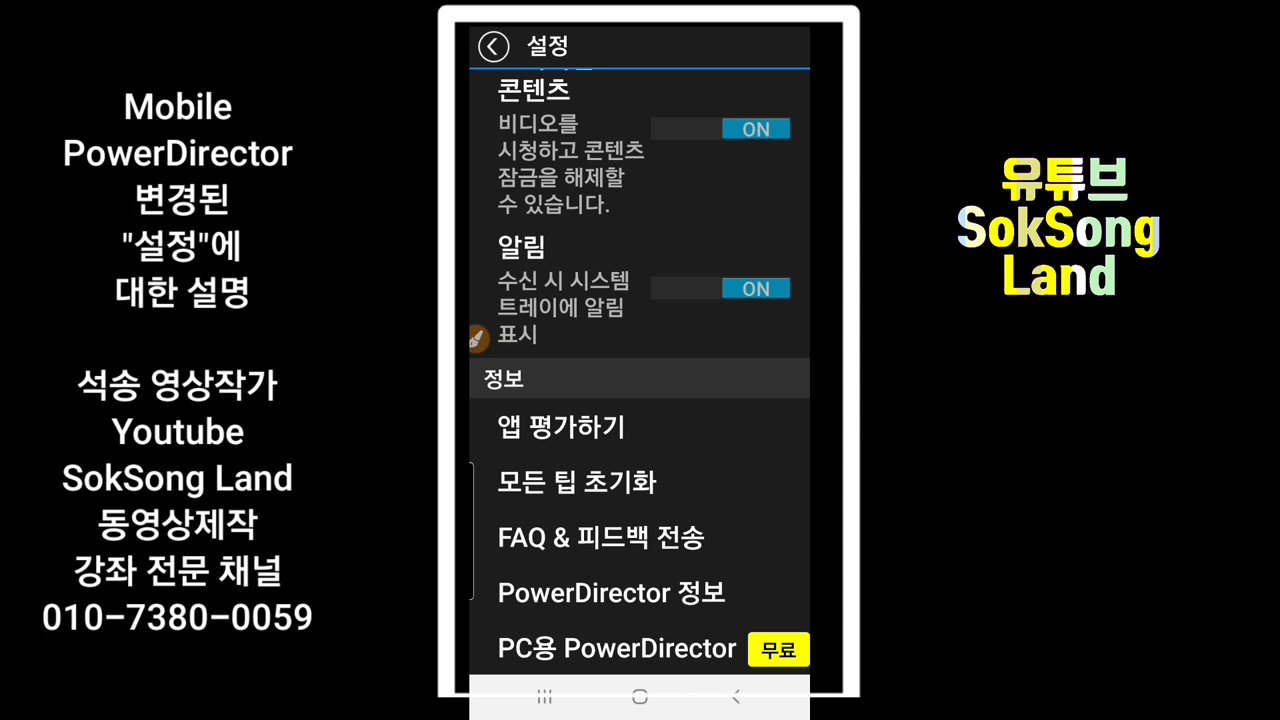 Mobile
PowerDirector
변경된
"설정"에
대한 설명
석송 영상작가
Youtube
SokSong Land
동영상제작
강좌 전문 채널
010-7380-0059
설정
콘텐츠
비디오를
시청하고 콘텐츠
잠금을 해제할
수 있습니다.
ON
알림
수신 시 시스템
트레이에 알림
표시
ON
정보
앱 평가하기
모든 팁 초기화
FAQ & 피드백 전송
PowerDirector 정보
PC용 PowerDirector 무료
유튜브
SokSong
Land